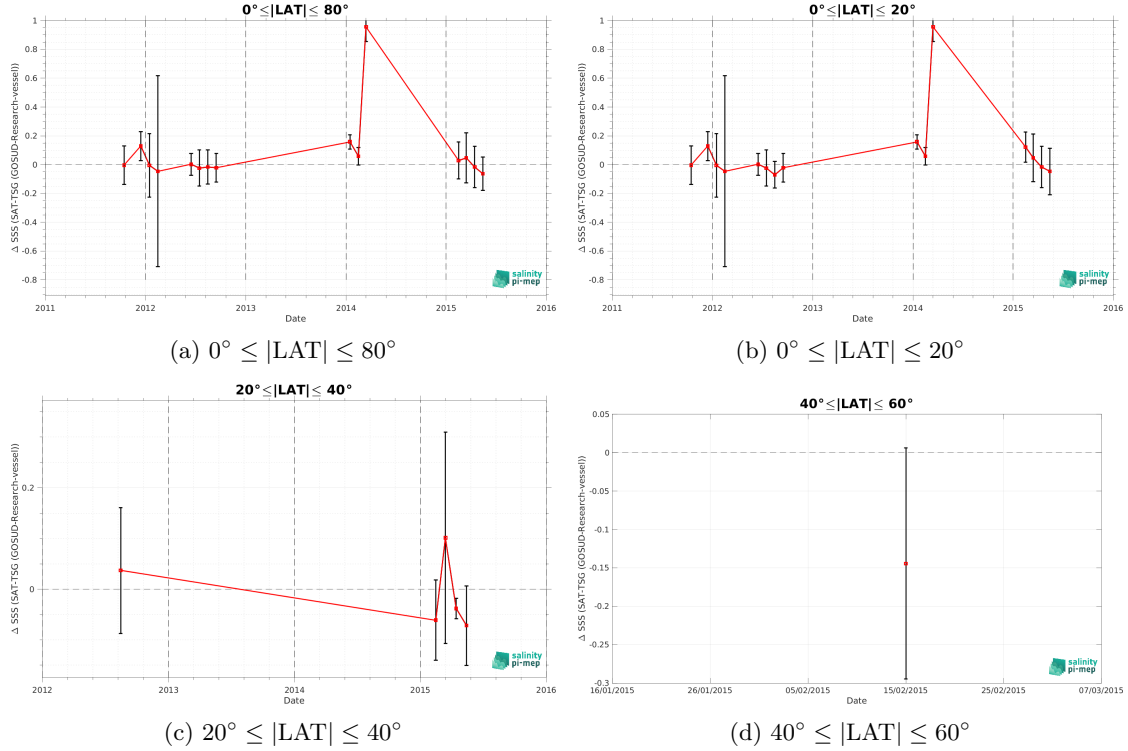 0°≤|LAT|≤ 80°
Δ SSS (SAT-TSG (GOSUD-Research-vessel))
1
0.8
0.6
0.4
0.2
0
-0.2
-0.4
-0.6
-0.8
2011 2012 2013 2014 2015 2016
Date
salinity
pi-mep
(a) 0° ≤ |LAT| ≤ 80°
0°≤|LAT|≤ 20°
Δ SSS (SAT-TSG (GOSUD-Research-vessel))
1
0.8
0.6
0.4
0.2
0
-0.2
-0.4
-0.6
-0.8
2011 2012 2013 2014 2015 2016
Date
salinity
pi-mep
(b) 0° ≤ |LAT| ≤ 20°
20°≤|LAT|≤ 40°
Δ SSS (SAT-TSG (GOSUD-Research-vessel))
0.2
0
2012 2013 2014 2015 2016
Date
salinity
pi-mep
(c) 20° ≤ |LAT| ≤ 40°
40°≤|LAT|≤ 60°
Δ SSS (SAT-TSG (GOSUD-Research-vessel))
0.05
0
-0.05
-0.1
-0.15
-0.2
-0.25
-0.3
16/01/2015 26/01/2015 05/02/2015 15/02/2015 25/02/2015 07/03/2015
Date
salinity
pi-mep
(d) 40° ≤ |LAT| ≤ 60°